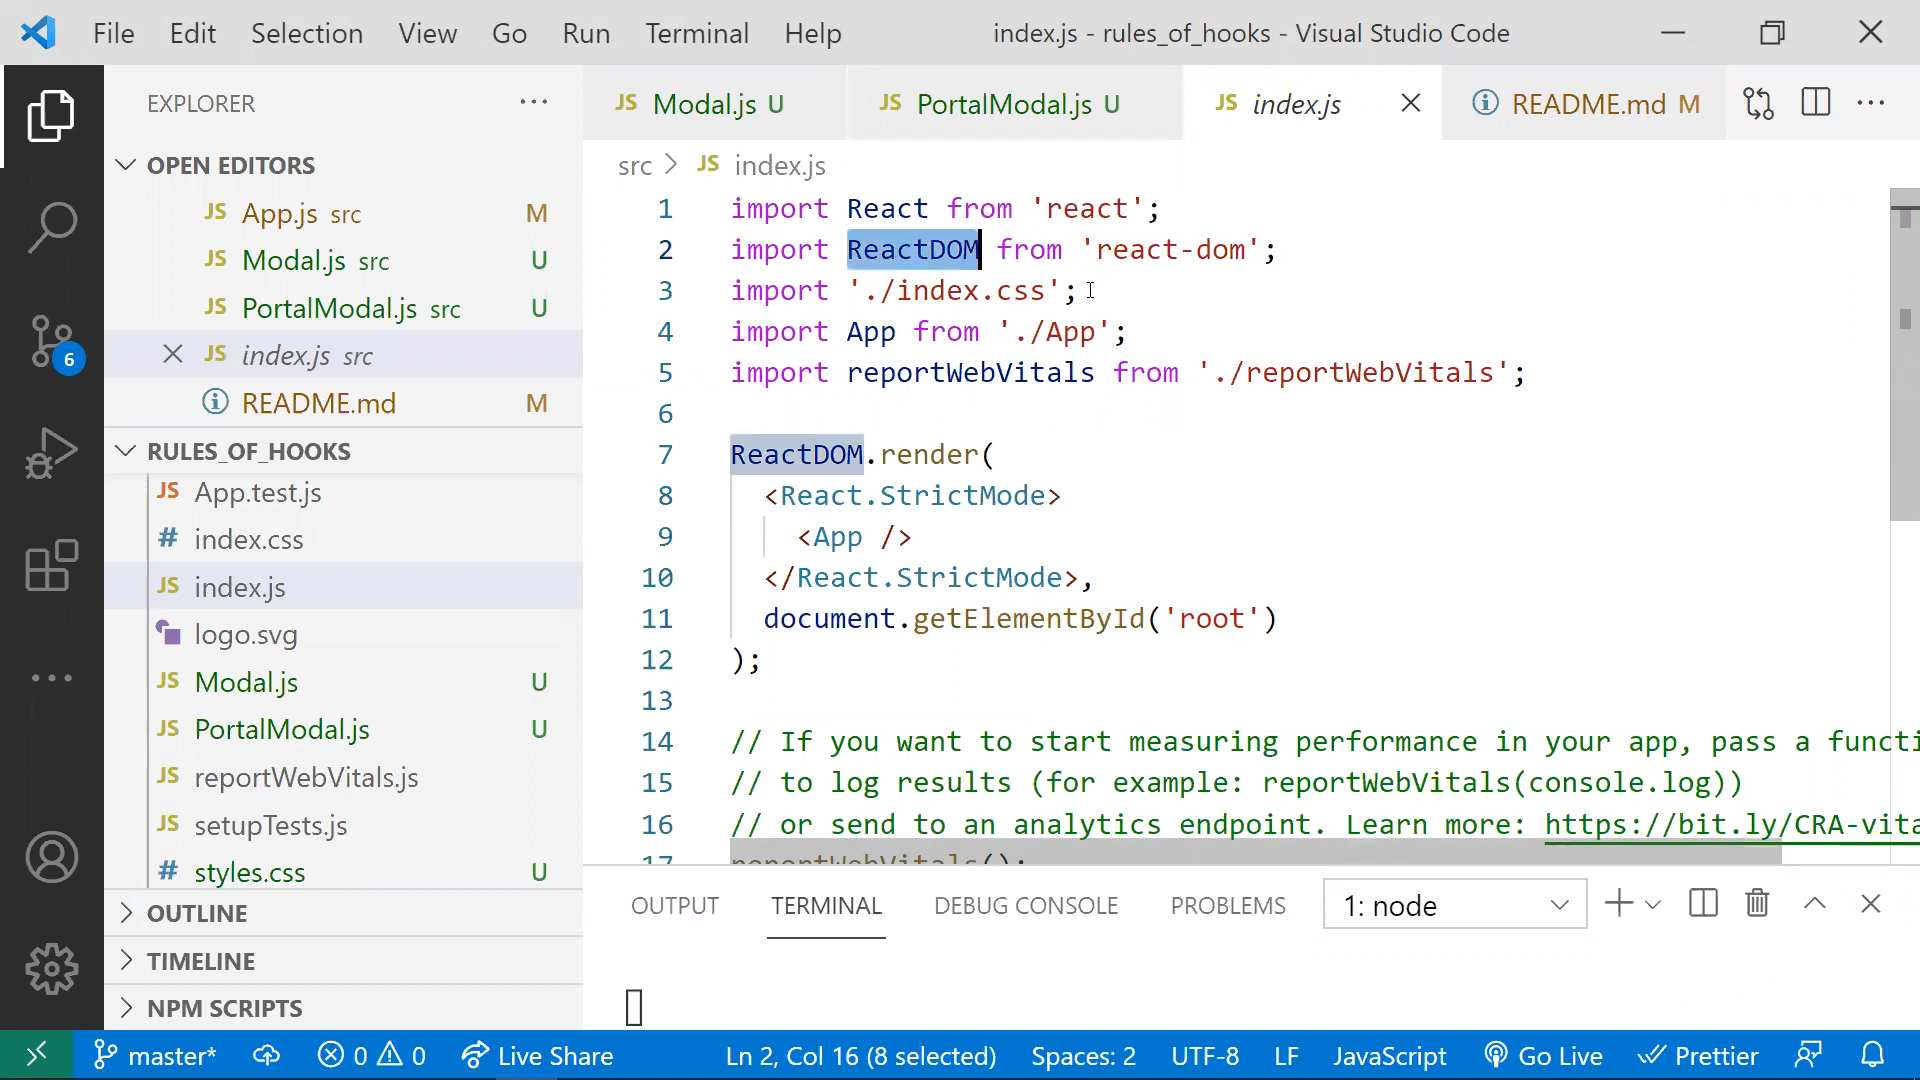 File Edit Selection View Go Run Terminal Help index.js - rules_of_hooks - Visual Studio Code
EXPLORER
OPEN EDITORS
JS App.js src M
JS Modal.js src U
JS PortalModal.js src U
JS index.js src
README.md M
RULES_OF_HOOKS
JS App.test.js
# index.css
JS index.js
logo.svg
JS Modal.js U
JS PortalModal.js U
JS reportWebVitals.js
JS setupTests.js
# styles.css U
OUTLINE
TIMELINE
NPM SCRIPTS
6
JS Modal.js U JS PortalModal.js U JS index.js README.md M
src > JS index.js
1 import React from 'react';
2 import ReactDOM from 'react-dom';
3 import './index.css';
4 import App from './App';
5 import reportWebVitals from './reportWebVitals';
6
7 ReactDOM.render(
8 <React.StrictMode>
9 <App />
10 </React.StrictMode>,
11 document.getElementById('root')
12 );
13
14 // If you want to start measuring performance in your app, pass a functi
15 // to log results (for example: reportWebVitals(console.log))
16 // or send to an analytics endpoint. Learn more: https://bit.ly/CRA-vita
17 reportWebVitals();
OUTPUT TERMINAL DEBUG CONSOLE PROBLEMS 1: node
master* 0 0 Live Share Ln 2, Col 16 (8 selected) Spaces: 2 UTF-8 LF JavaScript Go Live Prettier